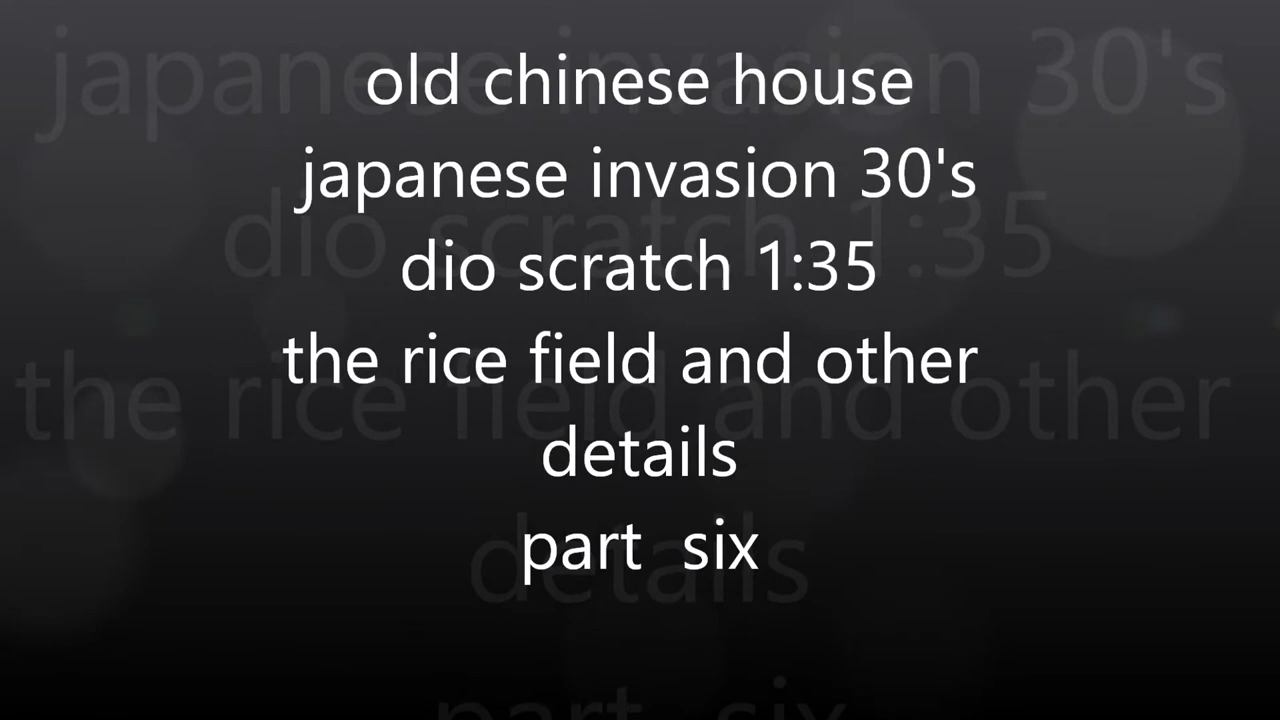 old chinese house
japanese invasion 30's
dio scratch 1:35
the rice field and other
details
part  six